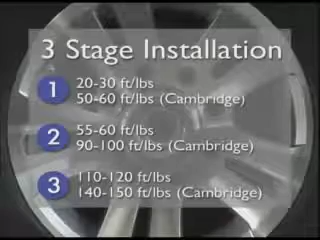 3 Stage Installation
1 20-30 ft/lbs
50-60 ft/lbs (Cambridge)
2 55-60 ft/lbs
90-100 ft/lbs (Cambridge)
3 110-120 ft/lbs
140-150 ft/lbs (Cambridge)